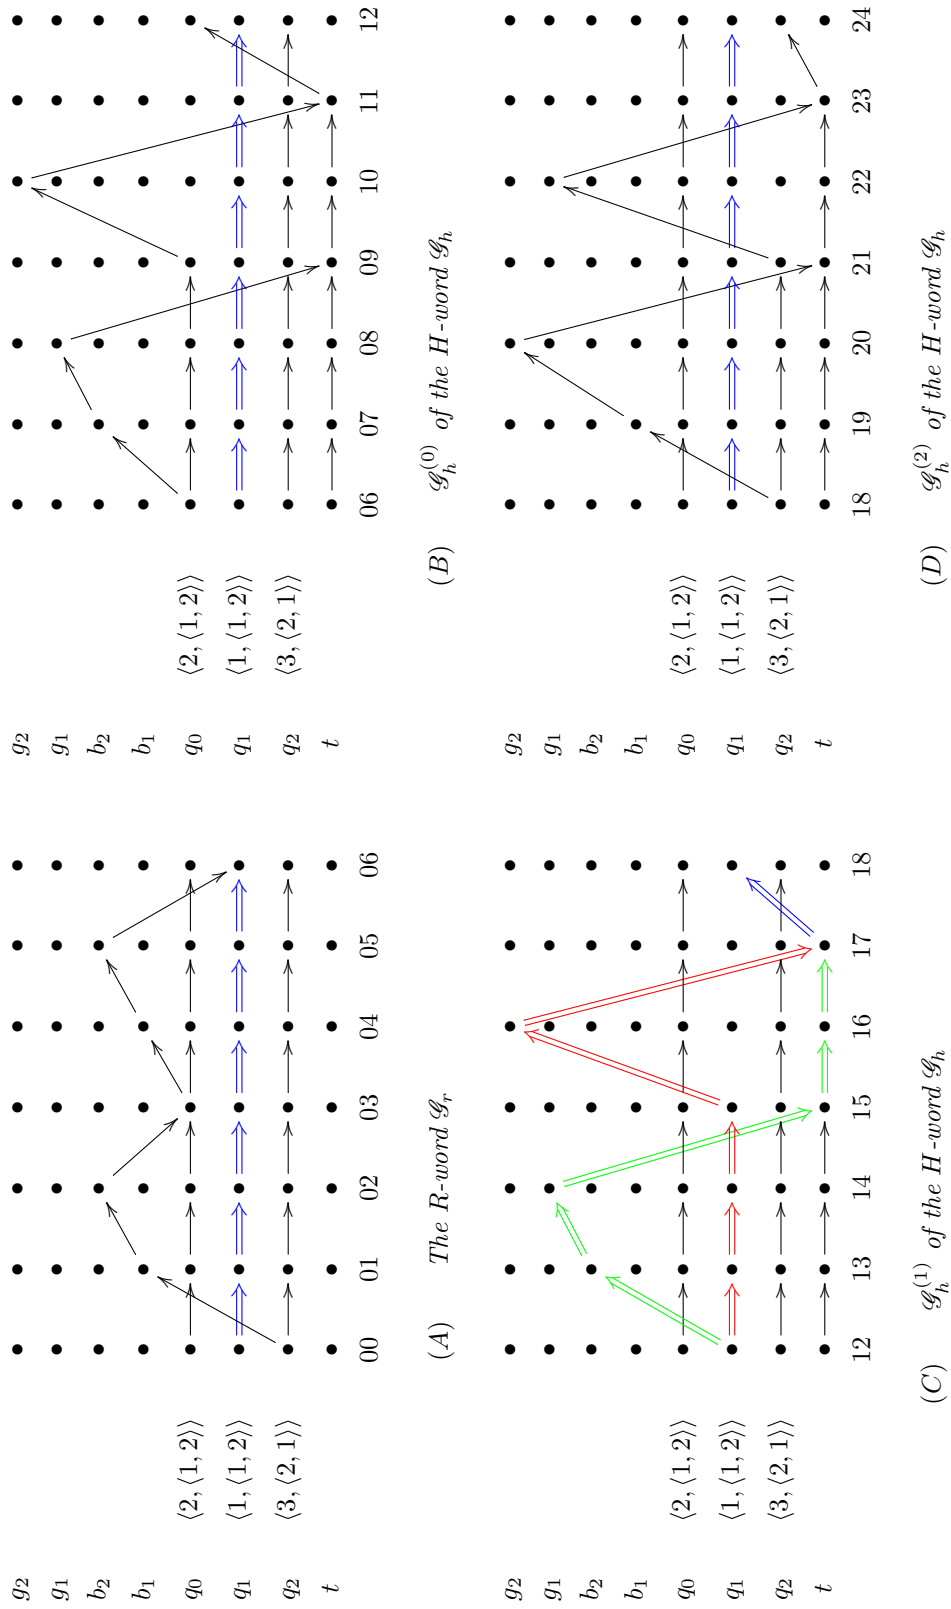 g₂
g₁
b₂
b₁
q₀ ⟨2,⟨1,2⟩⟩
q₁ ⟨1,⟨1,2⟩⟩
q₂ ⟨3,⟨2,1⟩⟩
t
00 01 02 03 04 05 06
(A) The R-word 𝒢ᵣ
g₂
g₁
b₂
b₁
q₀ ⟨2,⟨1,2⟩⟩
q₁ ⟨1,⟨1,2⟩⟩
q₂ ⟨3,⟨2,1⟩⟩
t
06 07 08 09 10 11 12
(B) 𝒢ₕ⁽⁰⁾ of the H-word 𝒢ₕ
g₂
g₁
b₂
b₁
q₀ ⟨2,⟨1,2⟩⟩
q₁ ⟨1,⟨1,2⟩⟩
q₂ ⟨3,⟨2,1⟩⟩
t
12 13 14 15 16 17 18
(C) 𝒢ₕ⁽¹⁾ of the H-word 𝒢ₕ
g₂
g₁
b₂
b₁
q₀ ⟨2,⟨1,2⟩⟩
q₁ ⟨1,⟨1,2⟩⟩
q₂ ⟨3,⟨2,1⟩⟩
t
18 19 20 21 22 23 24
(D) 𝒢ₕ⁽²⁾ of the H-word 𝒢ₕ